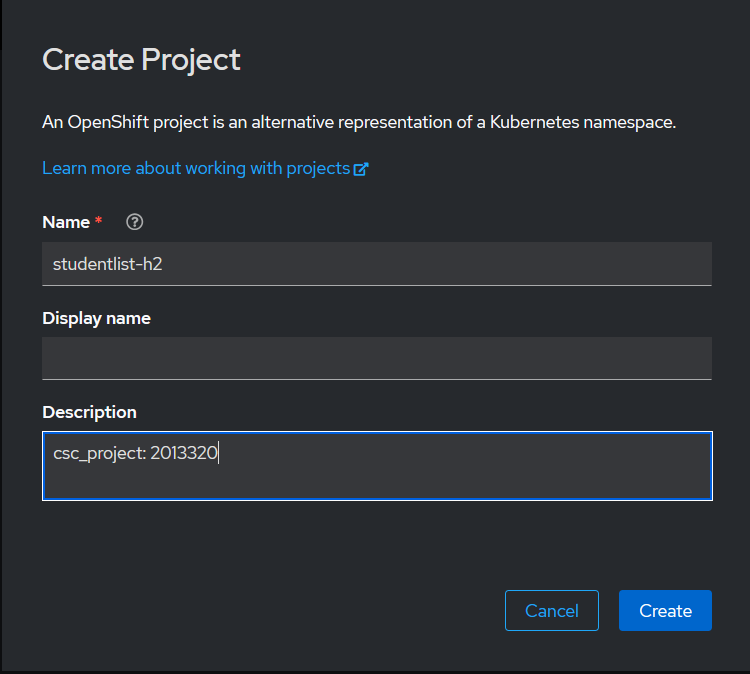 Create Project
An OpenShift project is an alternative representation of a Kubernetes namespace.
Learn more about working with projects
Name *
studentlist-h2
Display name
Description
csc_project: 2013320
Cancel
Create